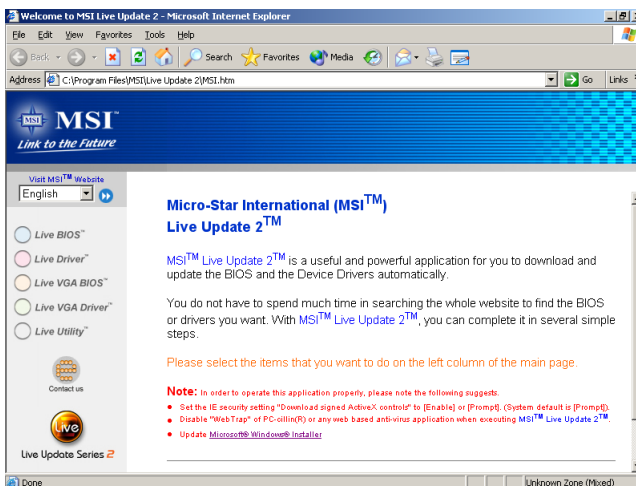 Welcome to MSI Live Update 2 - Microsoft Internet Explorer
File Edit View Favorites Tools Help
Back Search Favorites Media
Address C:\Program Files\MSI\Live Update 2\MSI.htm Go Links
MSI MSI™
Link to the Future
Visit MSI™ Website
English
Live BIOS™
Live Driver™
Live VGA BIOS™
Live VGA Driver™
Live Utility™
Contact us
Live
Live Update Series 2
Micro-Star International (MSI™)
Live Update 2™
MSI™ Live Update 2™ is a useful and powerful application for you to download and
update the BIOS and the Device Drivers automatically.
You do not have to spend much time in searching the whole website to find the BIOS
or drivers you want. With MSI™ Live Update 2™, you can complete it in several simple
steps.
Please select the items that you want to do on the left column of the main page.
Note: In order to operate this application properly, please note the following suggests.
Set the IE security setting "Download signed ActiveX controls" to [Enable] or [Prompt]. (System default is [Prompt]).
Disable "WebTrap" of PC-cillin(R) or any web based anti-virus application when executing MSI™ Live Update 2™.
Update Microsoft® Windows® Installer
Done Unknown Zone (Mixed)